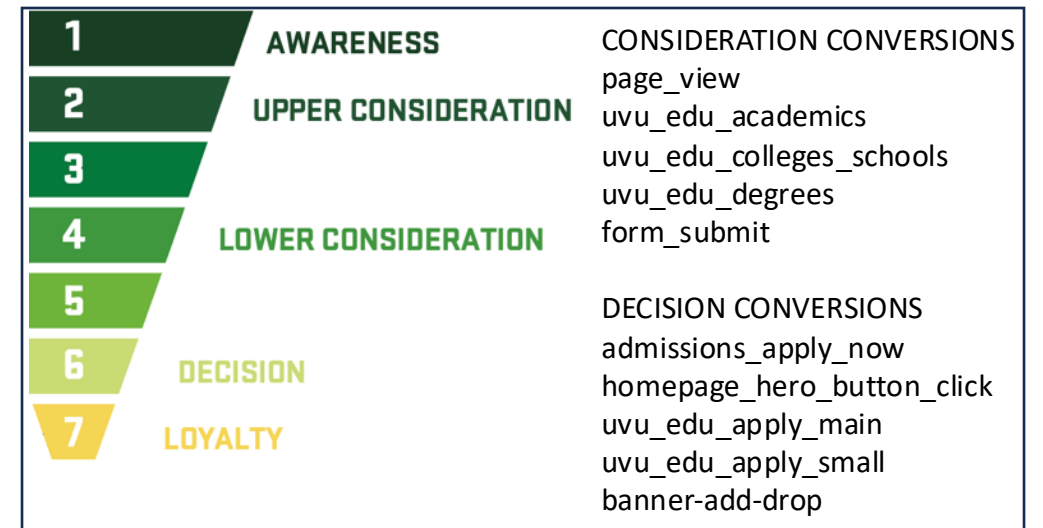 1
AWARENESS
2
UPPER CONSIDERATION
3
4
LOWER CONSIDERATION
5
6
DECISION
7
LOYALTY
CONSIDERATION CONVERSIONS
page_view
uvu_edu_academics
uvu_edu_colleges_schools
uvu_edu_degrees
form_submit
DECISION CONVERSIONS
admissions_apply_now
homepage_hero_button_click
uvu_edu_apply_main
uvu_edu_apply_small
banner-add-drop